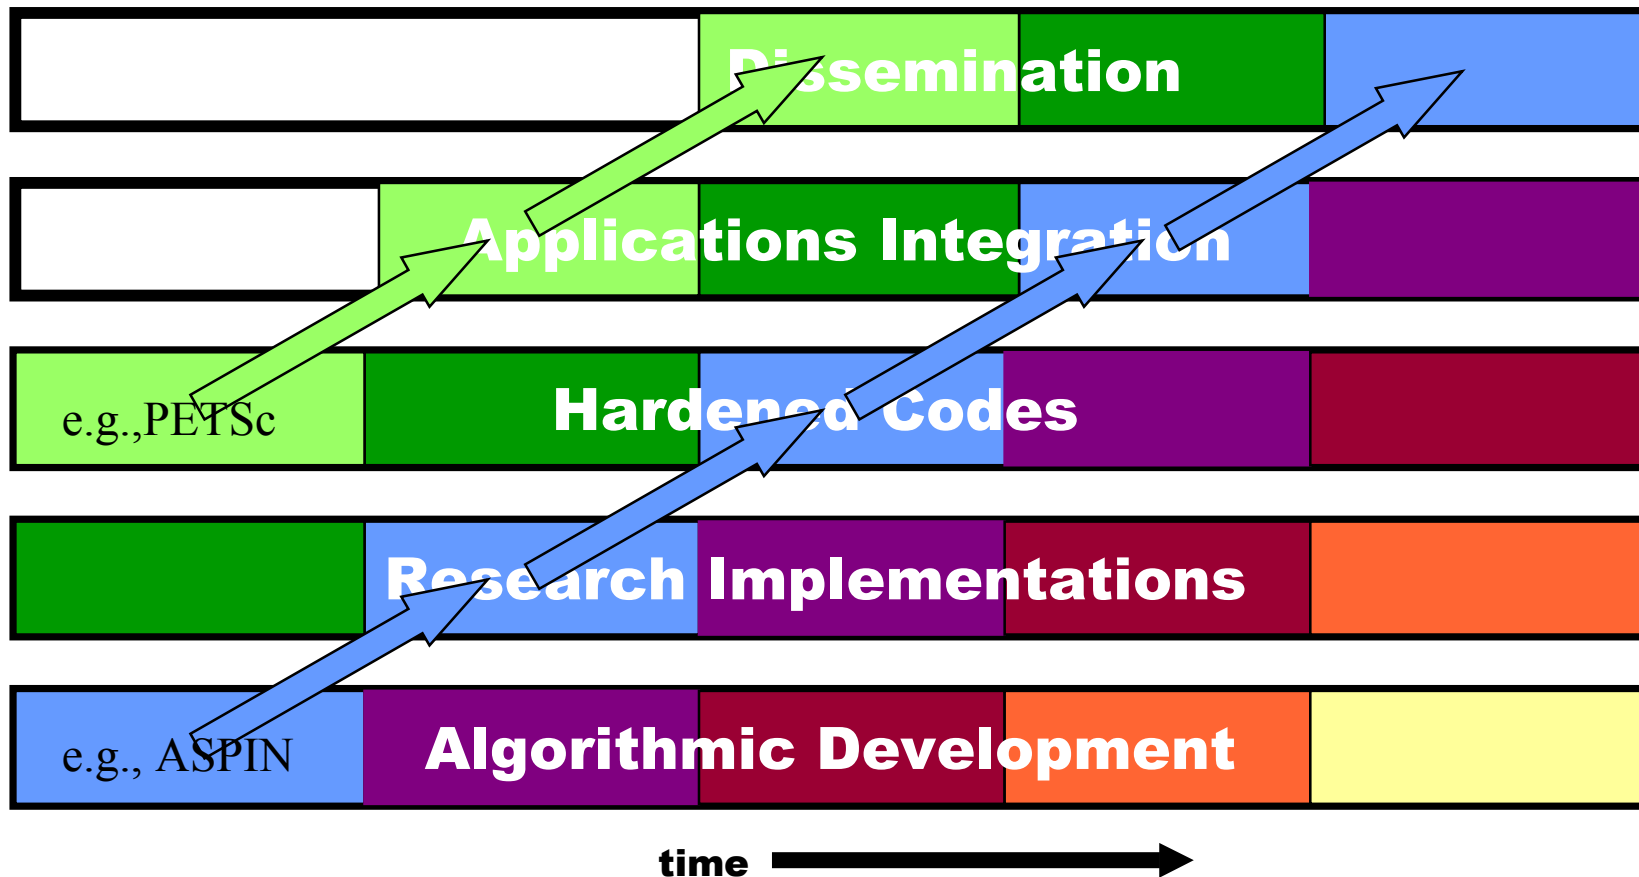 Dissemination
Applications Integration
e.g.,PETSc
Hardened Codes
Research Implementations
e.g., ASPIN
Algorithmic Development
time